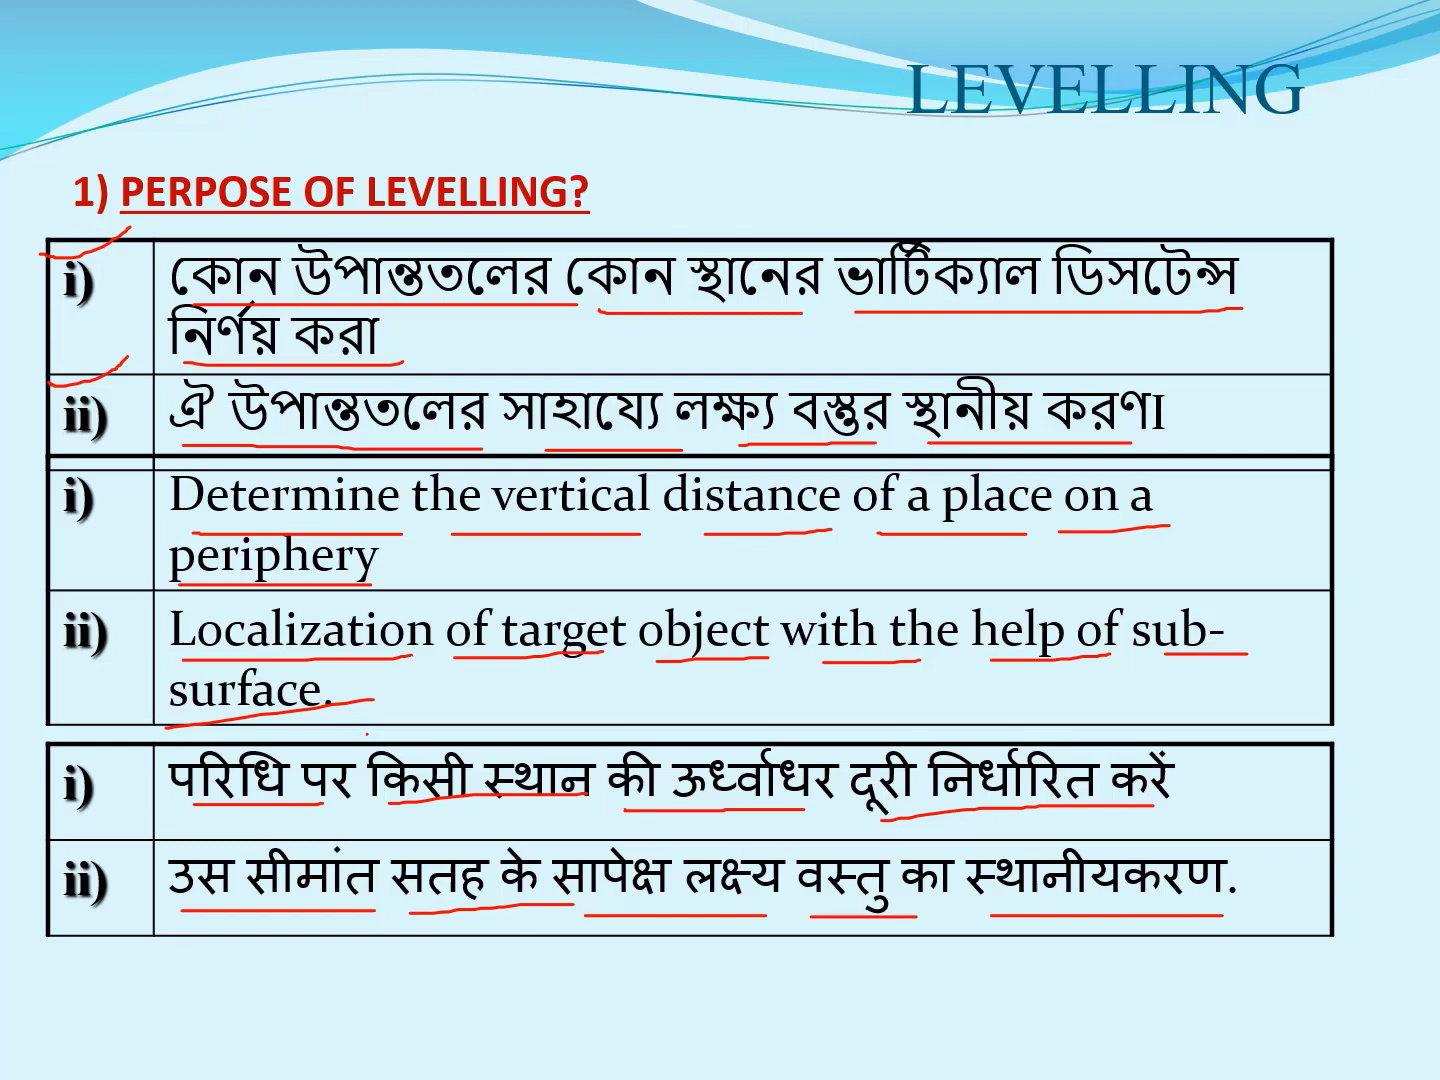 LEVELLING
1) PERPOSE OF LEVELLING?
i) কোন উপান্ততলের কোন স্থানের ভার্টিক্যাল ডিসটেন্স
নির্ণয় করা
ii) ঐ উপান্ততলের সাহায্যে লক্ষ্য বস্তুর স্থানীয় করণI
i) Determine the vertical distance of a place on a
periphery
ii) Localization of target object with the help of sub-
surface.
i) परिधि पर किसी स्थान की ऊर्ध्वाधर दूरी निर्धारित करें
ii) उस सीमांत सतह के सापेक्ष लक्ष्य वस्तु का स्थानीयकरण.